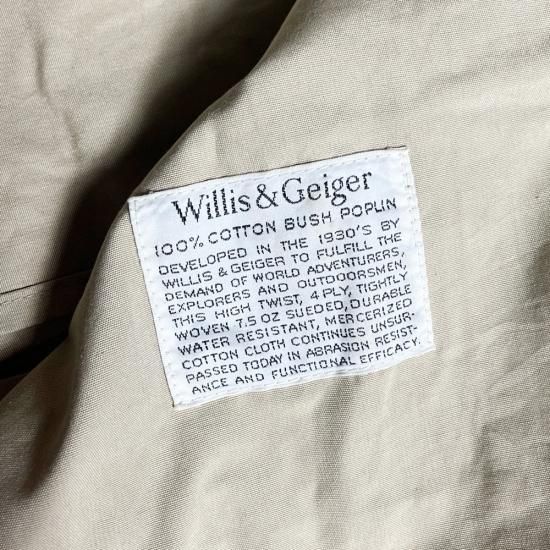 Willis & Geiger
100% COTTON BUSH POPLIN
DEVELOPED IN THE 1930'S BY
WILLIS & GEIGER TO FULFILL THE
DEMAND OF WORLD ADVENTURERS,
EXPLORERS AND OUTDOORSMEN,
THIS HIGH TWIST, 4 PLY, TIGHTLY
WOVEN 7.5 OZ SUEDED, DURABLE
WATER RESISTANT, MERCERIZED
COTTON CLOTH CONTINUES UNSUR-
PASSED TODAY IN ABRASION RESIST-
ANCE AND FUNCTIONAL EFFICACY.